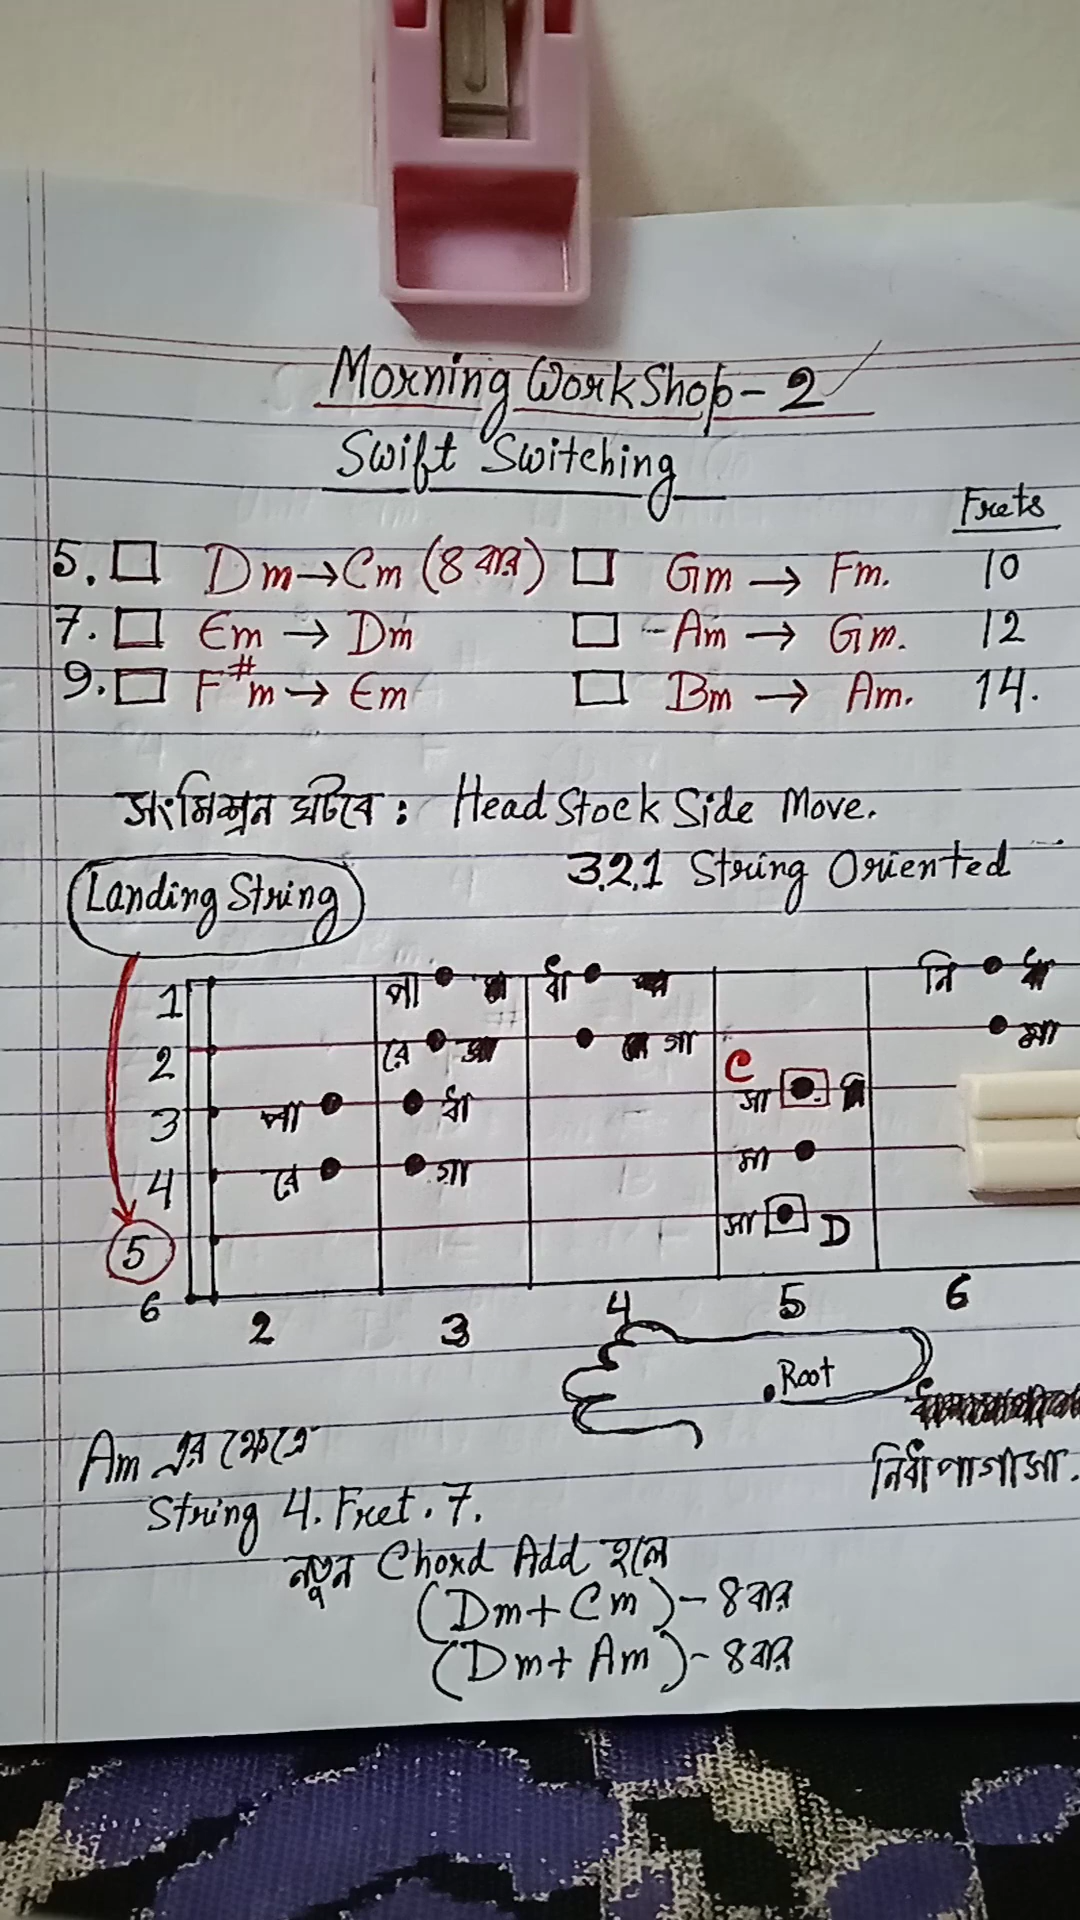 Morning WorkShop-2
Swift Switching
Frets
5. Dm→Cm (8 বার) Gm → Fm. 10
7. Em → Dm Am → Gm. 12
9. F#m → Em Bm → Am. 14.
সংমিশ্রন ঘটবে : Head Stock Side Move.
Landing String 3.2.1 String Oriented
1 পা ধা নি
2 রে গা মা
C
3 পা ধা সা
4 রে গা মা
5 সা D
6
2 3 4 5 6
Root
Am এর ক্ষেত্রে
নিধাপাগাসা.
String 4. Fret. 7.
নতুন Chord Add হলে
(Dm+Cm)-8বার
(Dm+Am)-8বার